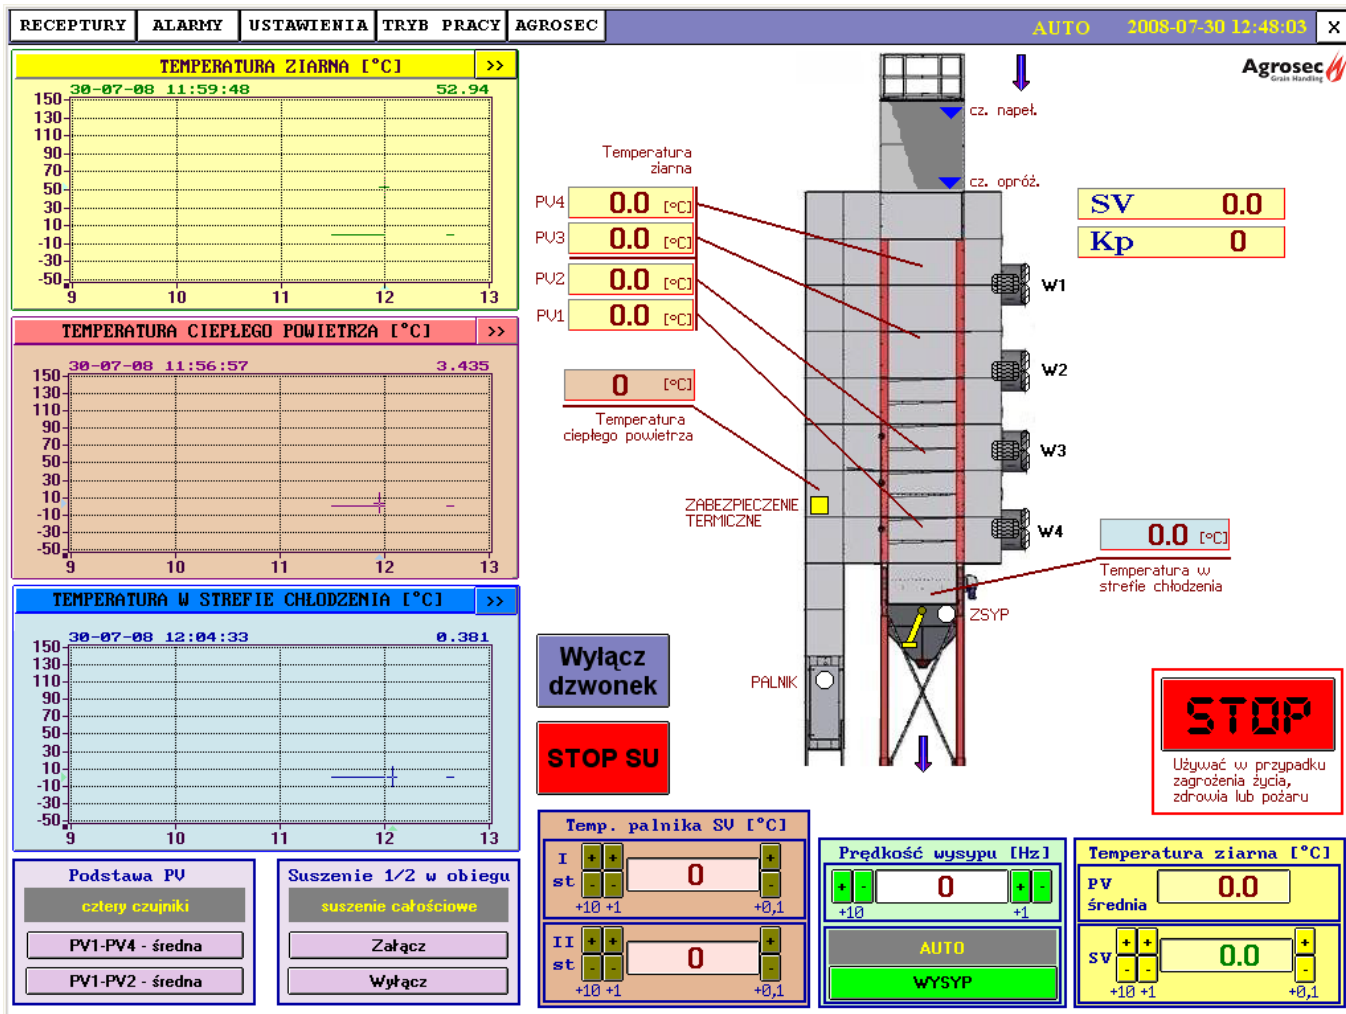 RECEPTURY ALARMY USTAWIENIA TRYB PRACY AGROSEC AUTO 2008-07-30 12:48:03 X
TEMPERATURA ZIARNA [°C] >>
30-07-08 11:59:48 52.94
150
130
110
90
70
50
30
10
-10
-30
-50
9 10 11 12 13
TEMPERATURA CIEPŁEGO POWIETRZA [°C] >>
30-07-08 11:56:57 3.435
150
130
110
90
70
50
30
10
-10
-30
-50
9 10 11 12 13
TEMPERATURA W STREFIE CHŁODZENIA [°C] >>
30-07-08 12:04:33 0.381
150
130
110
90
70
50
30
10
-10
-30
-50
9 10 11 12 13
Podstawa PV
cztery czujniki
PV1-PV4 - średna
PV1-PV2 - średna
Suszenie 1/2 w obiegu
suszenie całościowe
Załącz
Wyłącz
Agrosec
Grain Handling
cz. napeł.
cz. opróż.
Temperatura
ziarna
PV4 0.0 [°C]
PV3 0.0 [°C]
PV2 0.0 [°C]
PV1 0.0 [°C]
0 [°C]
Temperatura
ciepłego powietrza
SV 0.0
Kp 0
W1
W2
W3
W4
ZABEZPIECZENIE
TERMICZNE
0.0 [°C]
Temperatura w
strefie chłodzenia
ZSYP
PALNIK
Wyłącz
dzwonek
STOP SU
STOP
Używać w przypadku
zagrożenia życia,
zdrowia lub pożaru
Temp. palnika SV [°C]
I
st
+ + 0 +
- - -
+10 +1 +0,1
II
st
+ + 0 +
- - -
+10 +1 +0,1
Prędkość wysypu [Hz]
+ - 0 + -
+10 +1
AUTO
WYSYP
Temperatura ziarna [°C]
PV
średnia
0.0
SV
+ + 0.0 +
- - -
+10 +1 +0,1